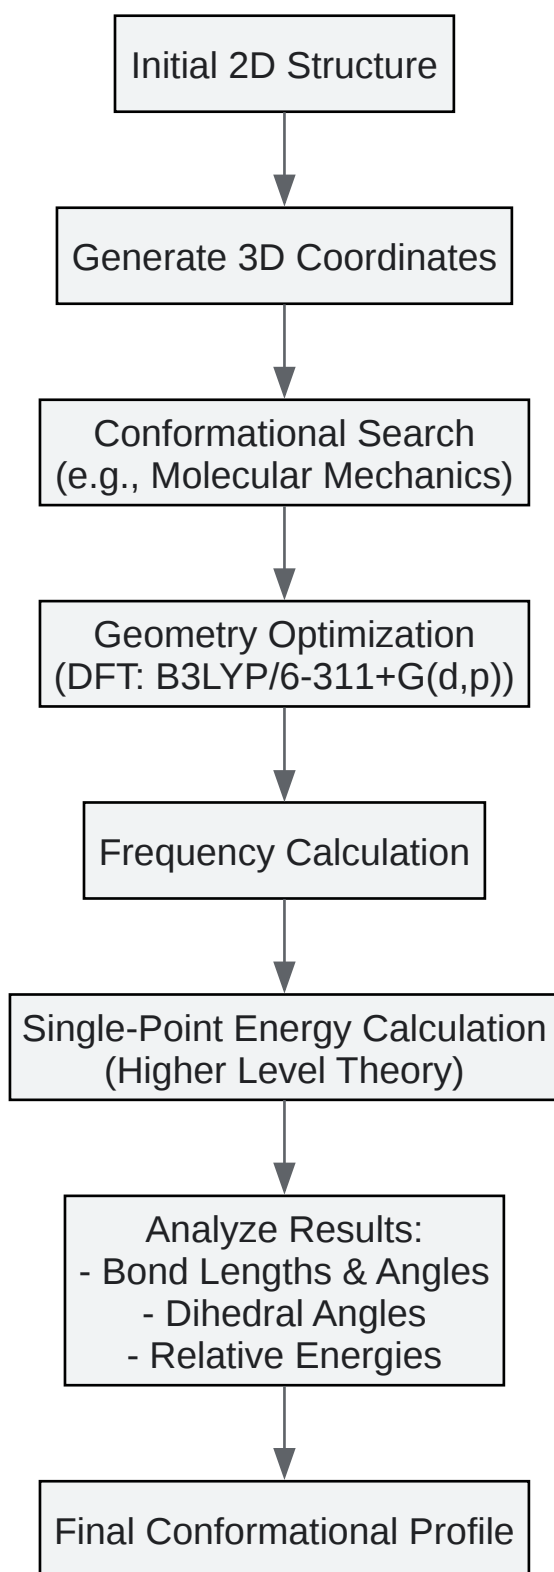 Initial 2D Structure
Generate 3D Coordinates
Conformational Search
(e.g., Molecular Mechanics)
Geometry Optimization
(DFT: B3LYP/6-311+G(d,p))
Frequency Calculation
Single-Point Energy Calculation
(Higher Level Theory)
Analyze Results:
- Bond Lengths & Angles
- Dihedral Angles
- Relative Energies
Final Conformational Profile